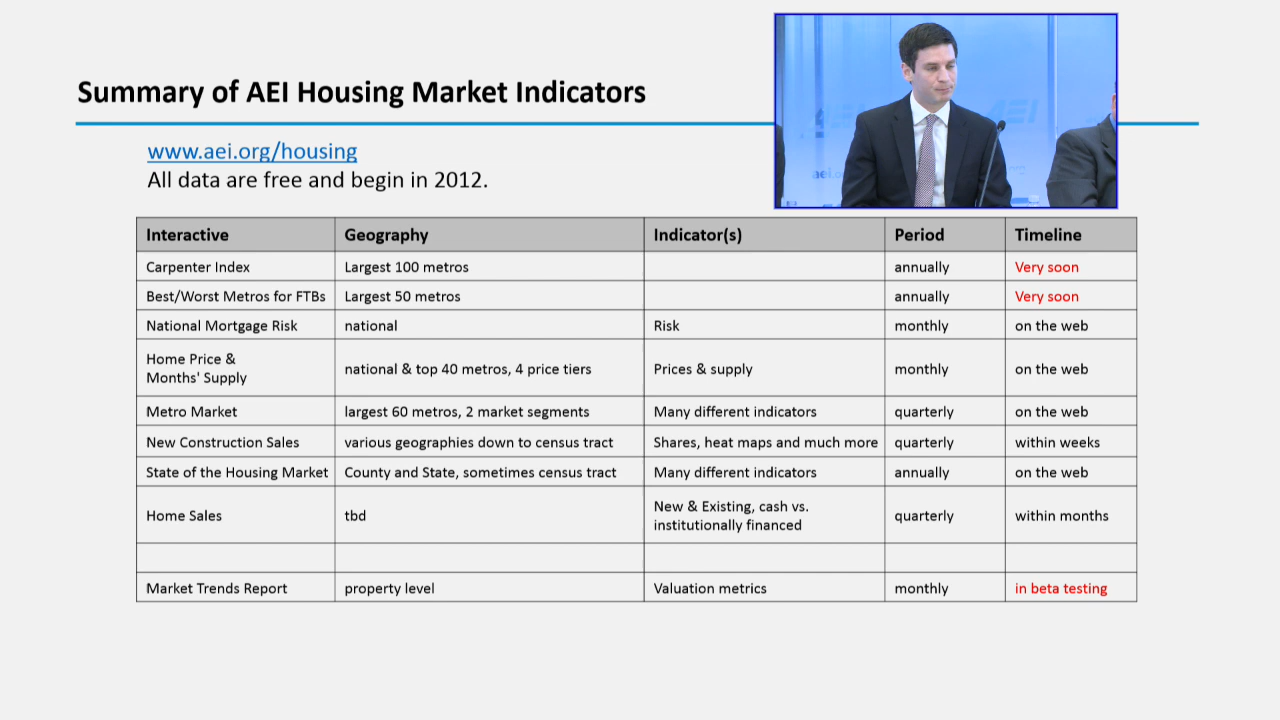 Summary of AEI Housing Market Indicators
www.aei.org/housing
All data are free and begin in 2012.
AEI
AEI
Interactive Geography Indicator(s) Period Timeline
Carpenter Index Largest 100 metros annually Very soon
Best/Worst Metros for FTBs Largest 50 metros annually Very soon
National Mortgage Risk national Risk monthly on the web
Home Price &
Months' Supply national & top 40 metros, 4 price tiers Prices & supply monthly on the web
Metro Market largest 60 metros, 2 market segments Many different indicators quarterly on the web
New Construction Sales various geographies down to census tract Shares, heat maps and much more quarterly within weeks
State of the Housing Market County and State, sometimes census tract Many different indicators annually on the web
Home Sales tbd New & Existing, cash vs.
institutionally financed quarterly within months
Market Trends Report property level Valuation metrics monthly in beta testing